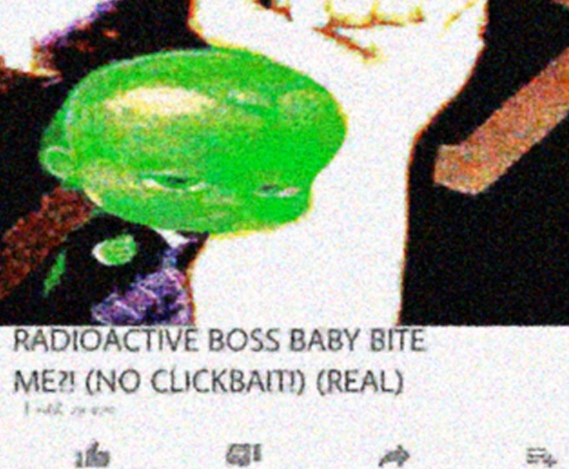 RADIOACTIVE BOSS BABY BITE
ME?! (NO CLICKBAIT!) (REAL)